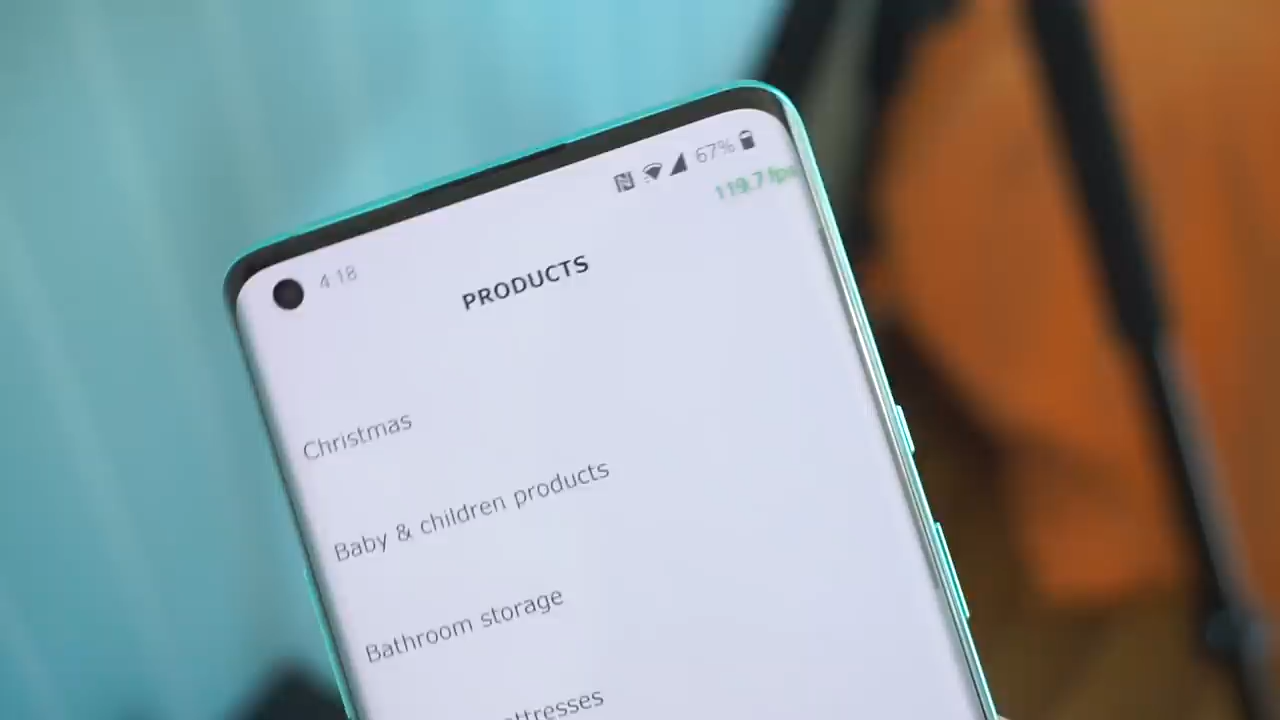 4:18
67%
119.7 fps
PRODUCTS
Christmas
Baby & children products
Bathroom storage